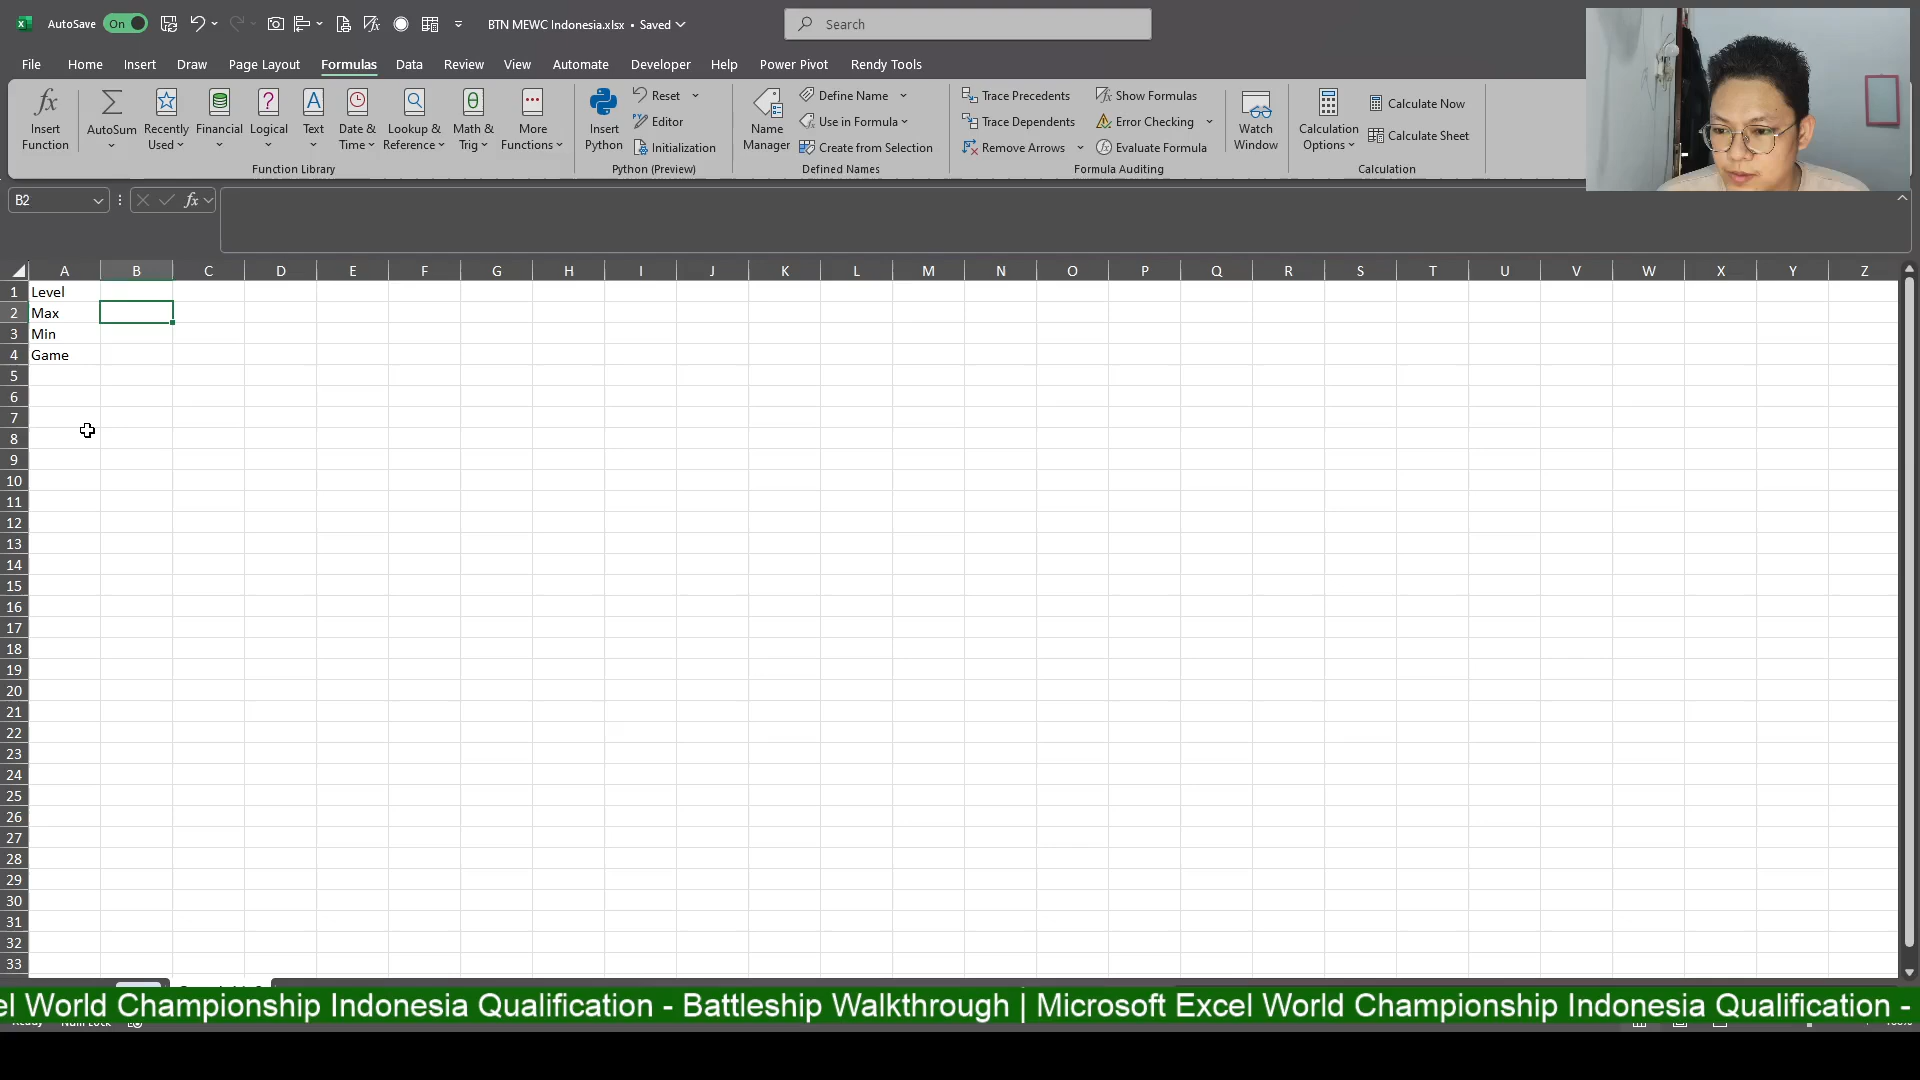 AutoSave On BTN MEWC Indonesia.xlsx • Saved Search
File Home Insert Draw Page Layout Formulas Data Review View Automate Developer Help Power Pivot Rendy Tools
Insert Function
AutoSum
Recently Used
Financial
Logical
Text
Date & Time
Lookup & Reference
Math & Trig
More Functions
Function Library
Insert Python
Reset
Editor
Initialization
Python (Preview)
Name Manager
Define Name
Use in Formula
Create from Selection
Defined Names
Trace Precedents
Trace Dependents
Remove Arrows
Show Formulas
Error Checking
Evaluate Formula
Formula Auditing
Watch Window
Calculation Options
Calculate Now
Calculate Sheet
Calculation
B2 fx
A B C D E F G H I J K L M N O P Q R S T U V W X Y Z
1 Level
2 Max
3 Min
4 Game
5
6
7
8
9
10
11
12
13
14
15
16
17
18
19
20
21
22
23
24
25
26
27
28
29
30
31
32
33
el World Championship Indonesia Qualification - Battleship Walkthrough | Microsoft Excel World Championship Indonesia Qualification -